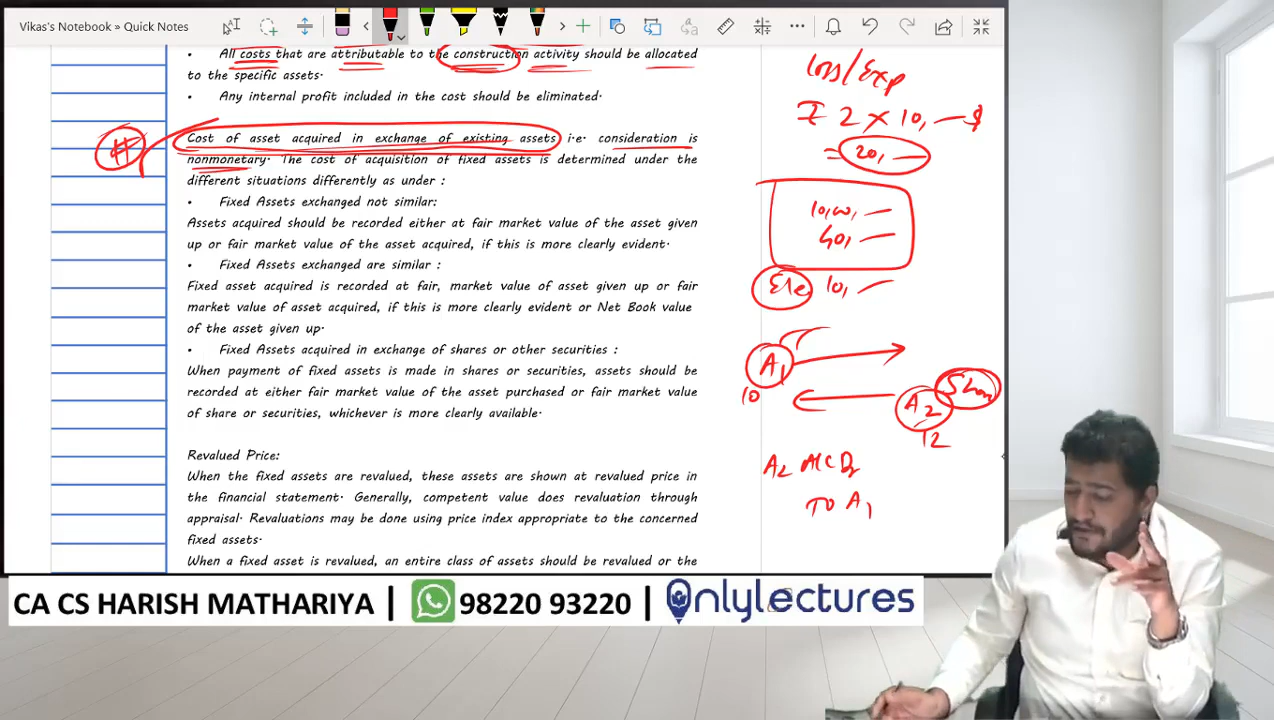 Vikas's Notebook » Quick Notes
• All costs that are attributable to the construction activity should be allocated
to the specific assets.
• Any internal profit included in the cost should be eliminated.
#
Cost of asset acquired in exchange of existing assets i.e. consideration is
nonmonetary. The cost of acquisition of fixed assets is determined under the
different situations differently as under :
• Fixed Assets exchanged not similar:
Assets acquired should be recorded either at fair market value of the asset given
up or fair market value of the asset acquired, if this is more clearly evident.
• Fixed Assets exchanged are similar :
Fixed asset acquired is recorded at fair, market value of asset given up or fair
market value of asset acquired, if this is more clearly evident or Net Book value
of the asset given up.
• Fixed Assets acquired in exchange of shares or other securities :
When payment of fixed assets is made in shares or securities, assets should be
recorded at either fair market value of the asset purchased or fair market value
of share or securities, whichever is more clearly available.
Revalued Price:
When the fixed assets are revalued, these assets are shown at revalued price in
the financial statement. Generally, competent value does revaluation through
appraisal. Revaluations may be done using price index appropriate to the concerned
fixed assets.
When a fixed asset is revalued, an entire class of assets should be revalued or the
Loss/Exp
2 x 10, — $
= 20, —
10,00, —
40, —
10, —
A1
10
A2
12
A2 A/C Dr
TO A1
CA CS HARISH MATHARIYA | 98220 93220 | Onlylectures